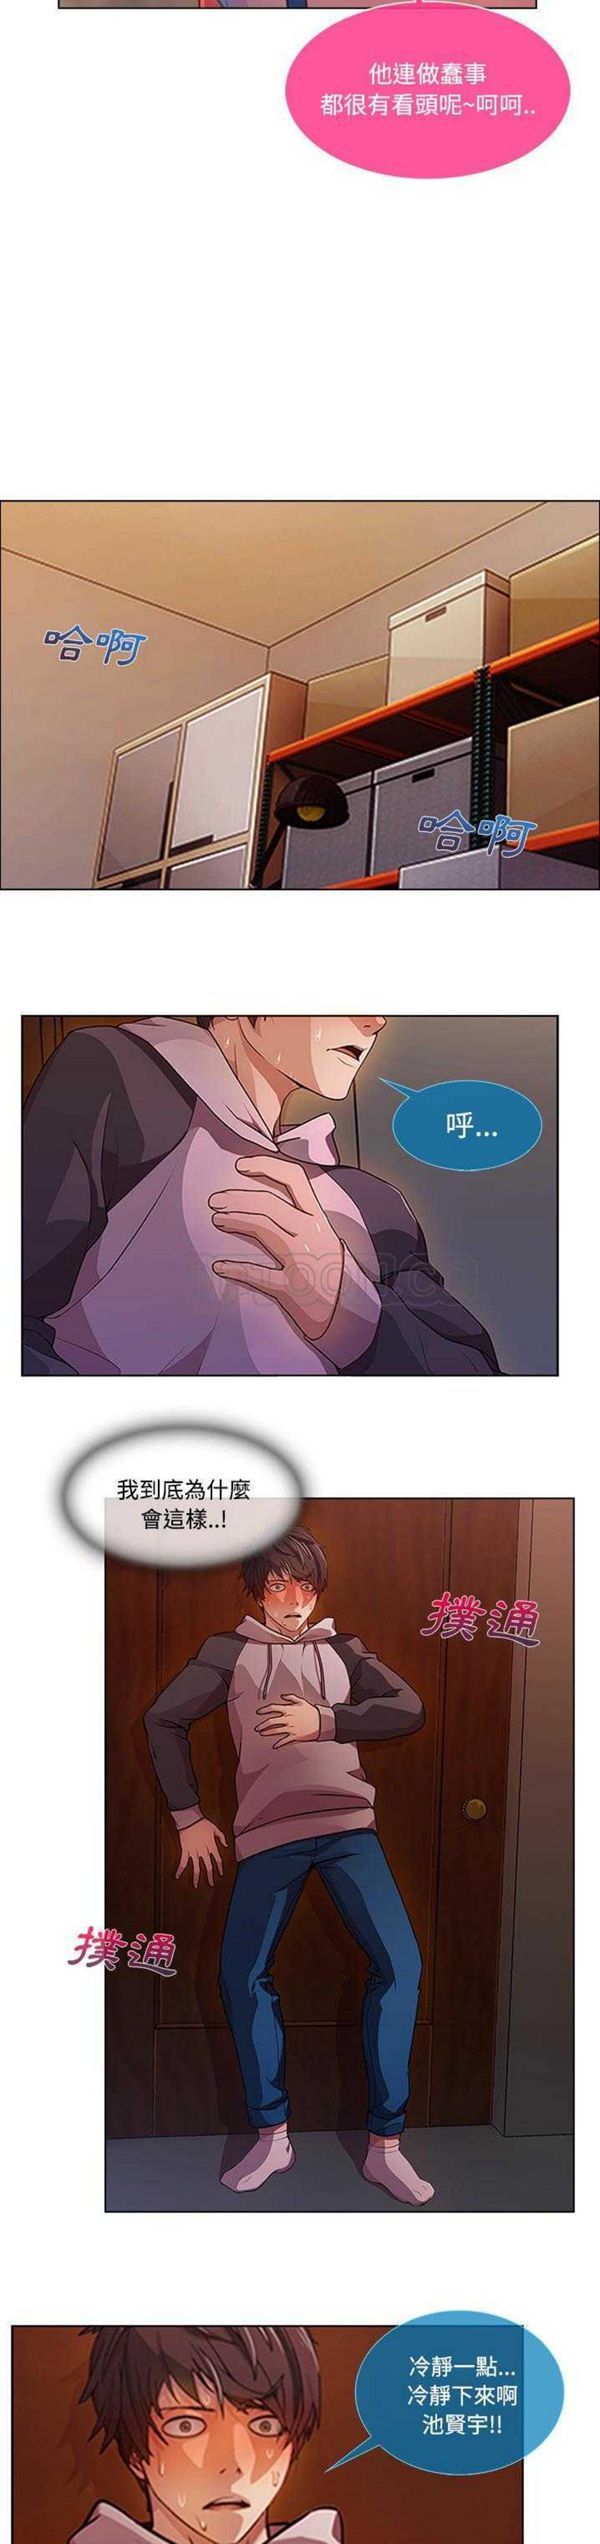 他連做蠢事
都很有看頭呢~呵呵..
哈啊
哈啊
呼...
我到底為什麼
會這樣..!
撲通
撲通
冷靜一點...
冷靜下來啊
池賢宇!!